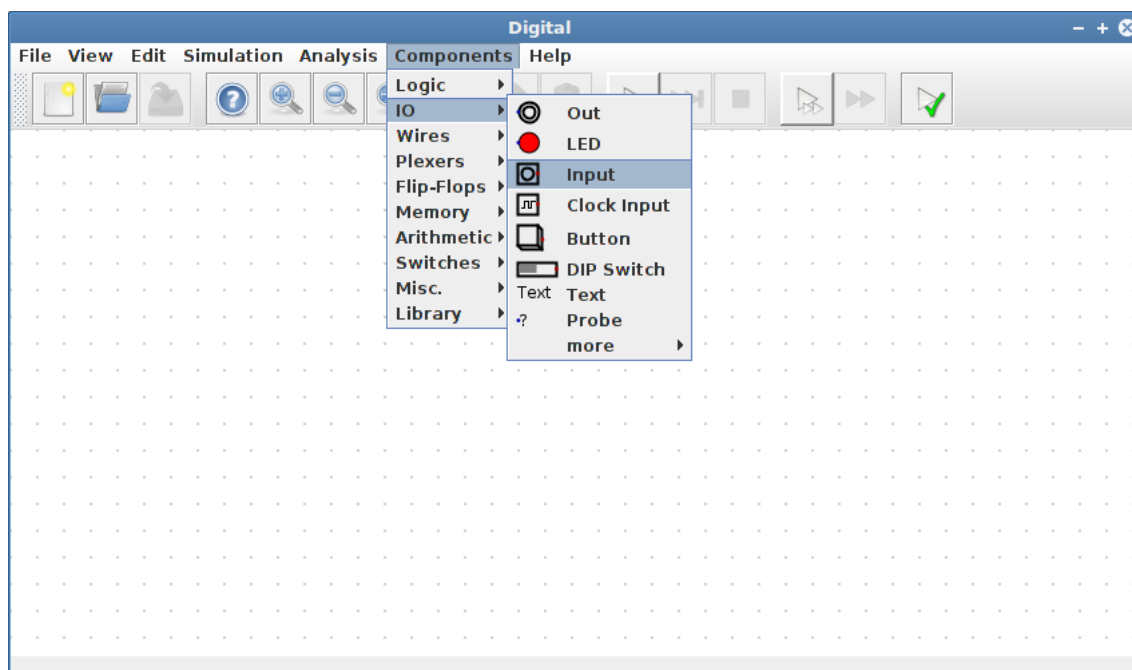 Digital
File View Edit Simulation Analysis Components Help
Logic
IO
Wires
Plexers
Flip-Flops
Memory
Arithmetic
Switches
Misc.
Library
Out
LED
Input
Clock Input
Button
DIP Switch
Text Text
? Probe
more